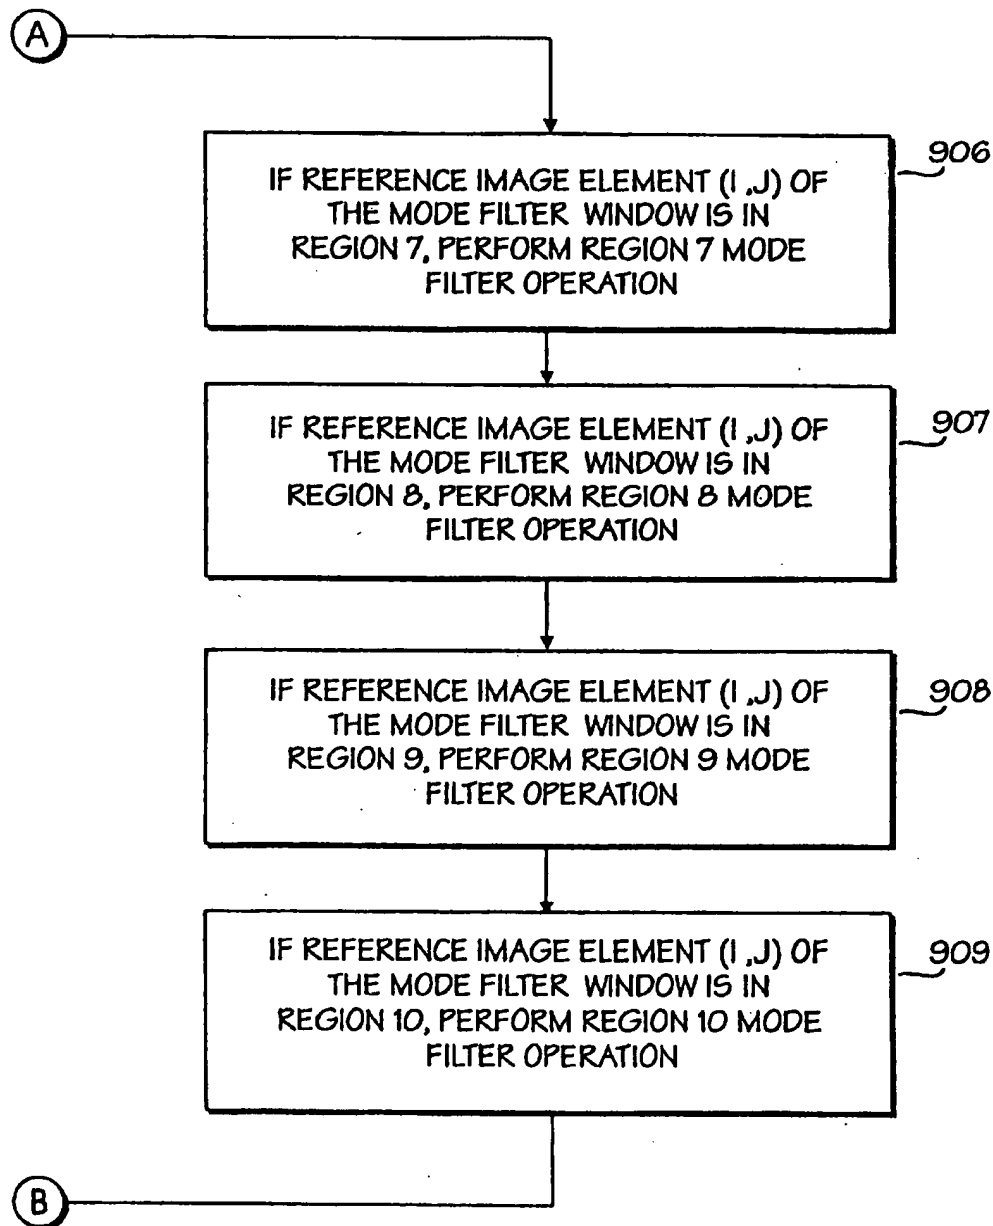 A
906
IF REFERENCE IMAGE ELEMENT (I ,J) OF
THE MODE FILTER WINDOW IS IN
REGION 7, PERFORM REGION 7 MODE
FILTER OPERATION
907
IF REFERENCE IMAGE ELEMENT (I ,J) OF
THE MODE FILTER WINDOW IS IN
REGION 8, PERFORM REGION 8 MODE
FILTER OPERATION
908
IF REFERENCE IMAGE ELEMENT (I ,J) OF
THE MODE FILTER WINDOW IS IN
REGION 9, PERFORM REGION 9 MODE
FILTER OPERATION
909
IF REFERENCE IMAGE ELEMENT (I ,J) OF
THE MODE FILTER WINDOW IS IN
REGION 10, PERFORM REGION 10 MODE
FILTER OPERATION
B